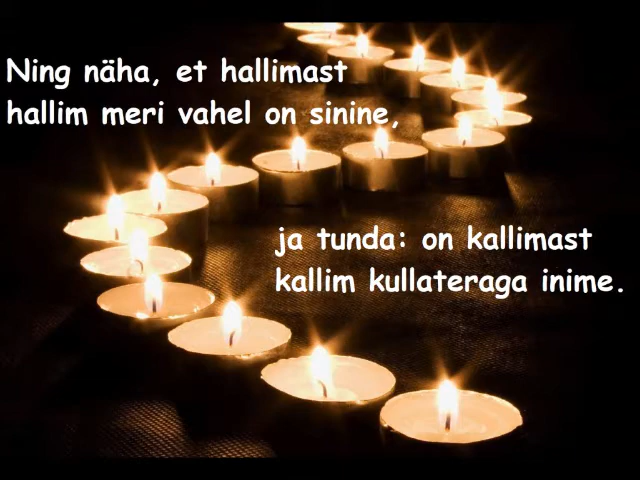 Ning näha, et hallimast
hallim meri vahel on sinine,
ja tunda: on kallimast
kallim kullateraga inime.